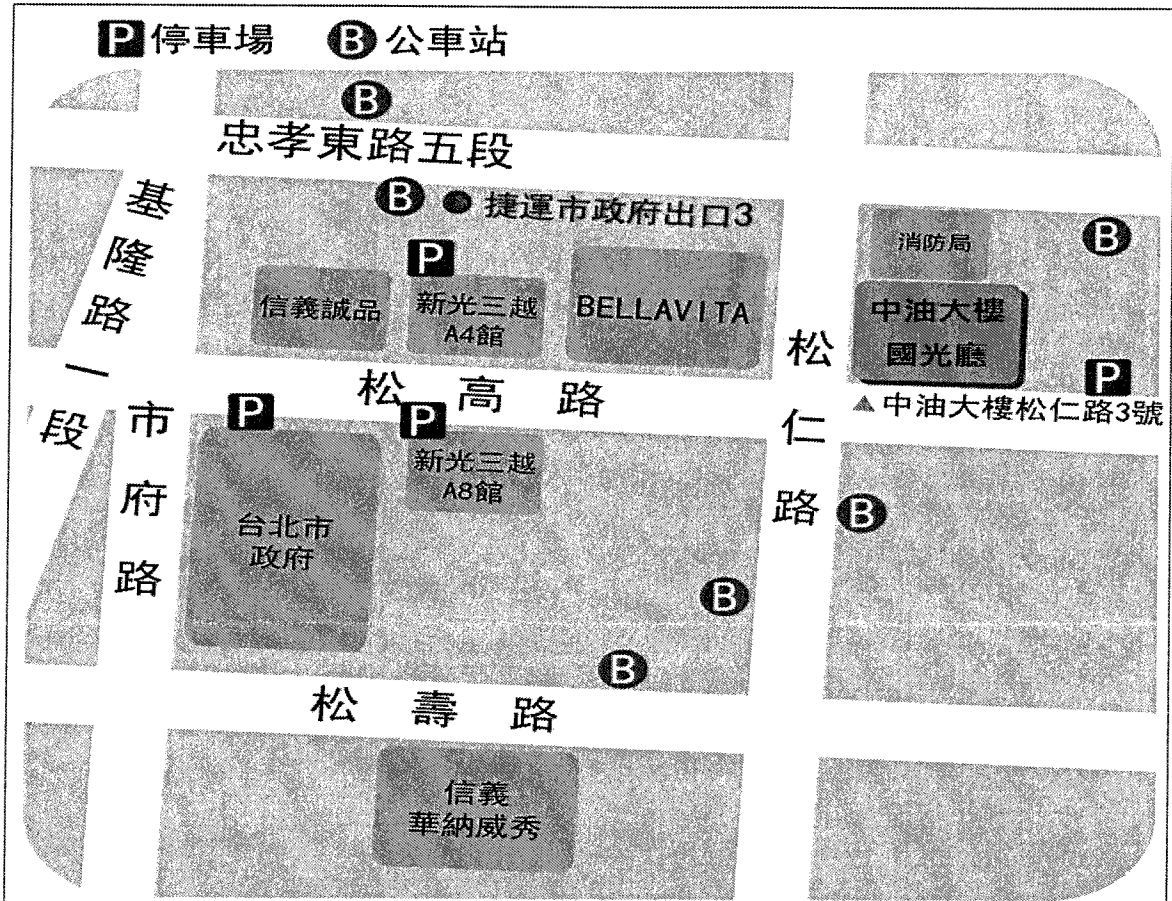 P 停車場 B 公車站
B
忠孝東路五段
基隆路一段
B 捷運市政府出口3
消防局
B
P
信義誠品
新光三越
A4館
BELLAVITA
中油大樓
國光廳
P
松高路
松仁路
▲中油大樓松仁路3號
市府路
P
P
新光三越
A8館
台北市
政府
B
B
B
松壽路
信義
華納威秀